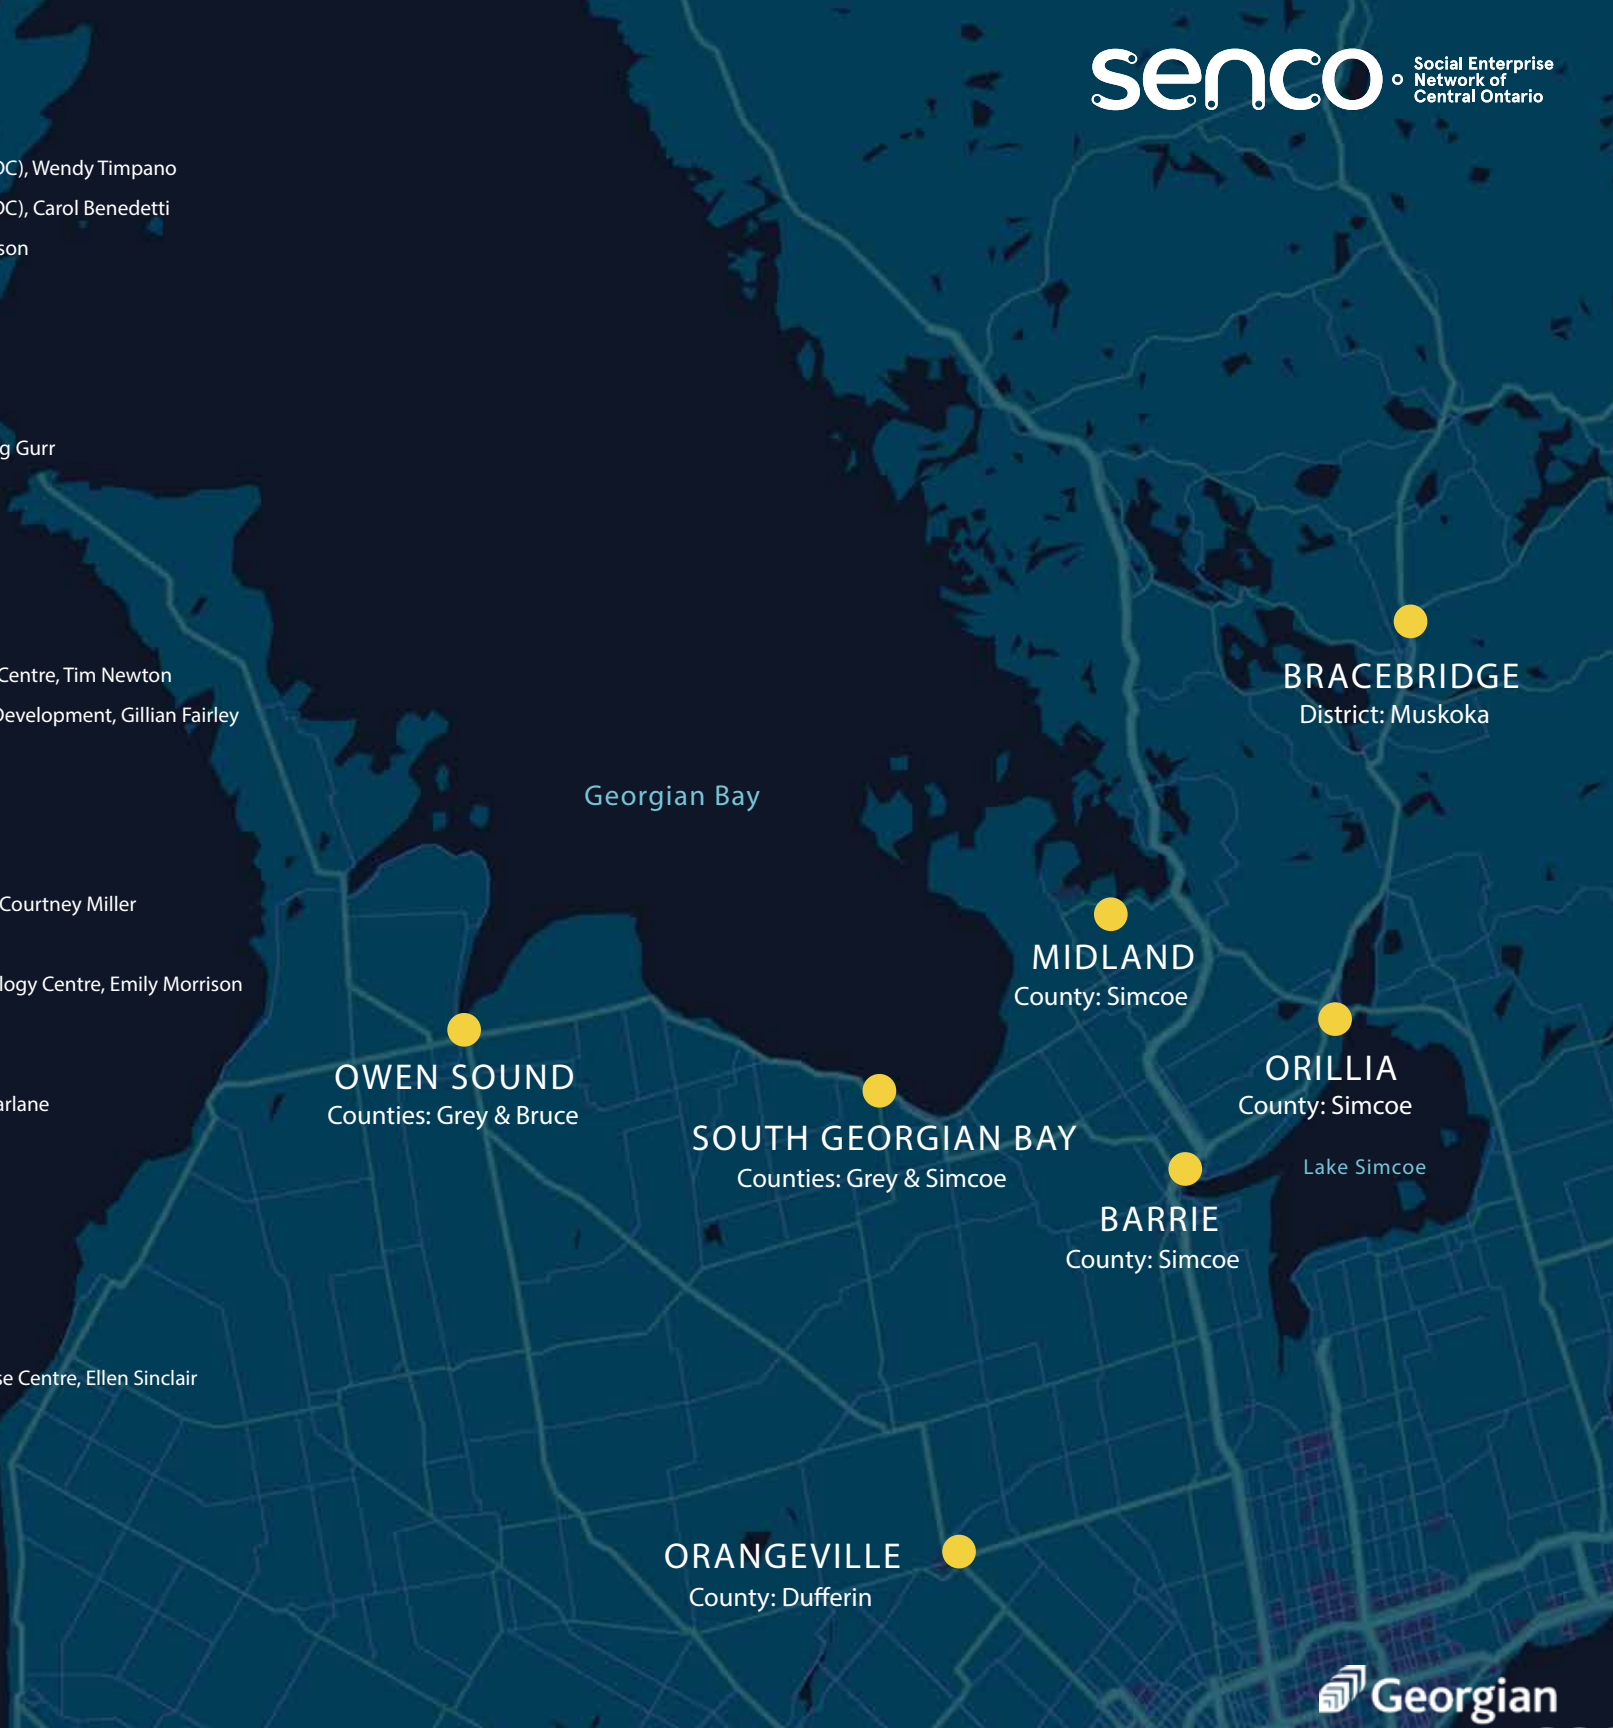 senco
Social Enterprise
Network of
Central Ontario
DC), Wendy Timpano
DC), Carol Benedetti
son
g Gurr
Centre, Tim Newton
Development, Gillian Fairley
Courtney Miller
logy Centre, Emily Morrison
arlane
se Centre, Ellen Sinclair
BRACEBRIDGE
District: Muskoka
Georgian Bay
MIDLAND
County: Simcoe
OWEN SOUND
Counties: Grey & Bruce
ORILLIA
County: Simcoe
SOUTH GEORGIAN BAY
Counties: Grey & Simcoe
Lake Simcoe
BARRIE
County: Simcoe
ORANGEVILLE
County: Dufferin
Georgian